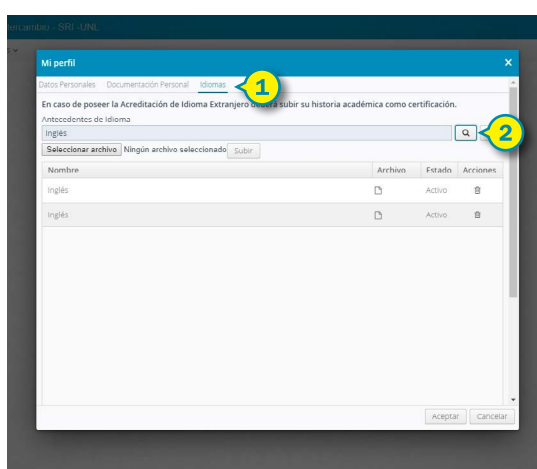 Intercambio - SRI -UNL
Mi perfil
Datos Personales Documentación Personal Idiomas
1
En caso de poseer la Acreditación de Idioma Extranjero deberá subir su historia académica como certificación.
Antecedentes de Idioma
Inglés
2
Seleccionar archivo Ningún archivo seleccionado Subir
Nombre Archivo Estado Acciones
Inglés Activo
Inglés Activo
Aceptar Cancelar